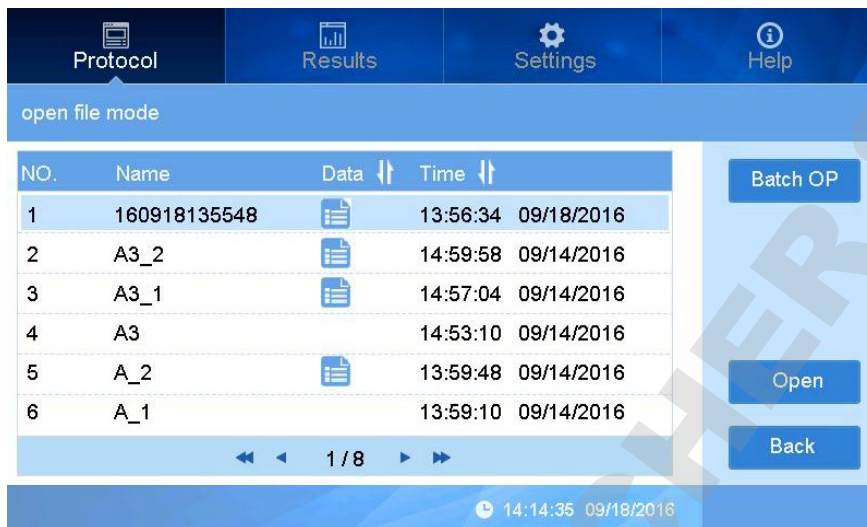 Protocol Results Settings Help
open file mode
NO. Name Data Time
1 160918135548 13:56:34 09/18/2016
2 A3_2 14:59:58 09/14/2016
3 A3_1 14:57:04 09/14/2016
4 A3 14:53:10 09/14/2016
5 A_2 13:59:48 09/14/2016
6 A_1 13:59:10 09/14/2016
1 / 8
Batch OP
Open
Back
14:14:35 09/18/2016
SHER